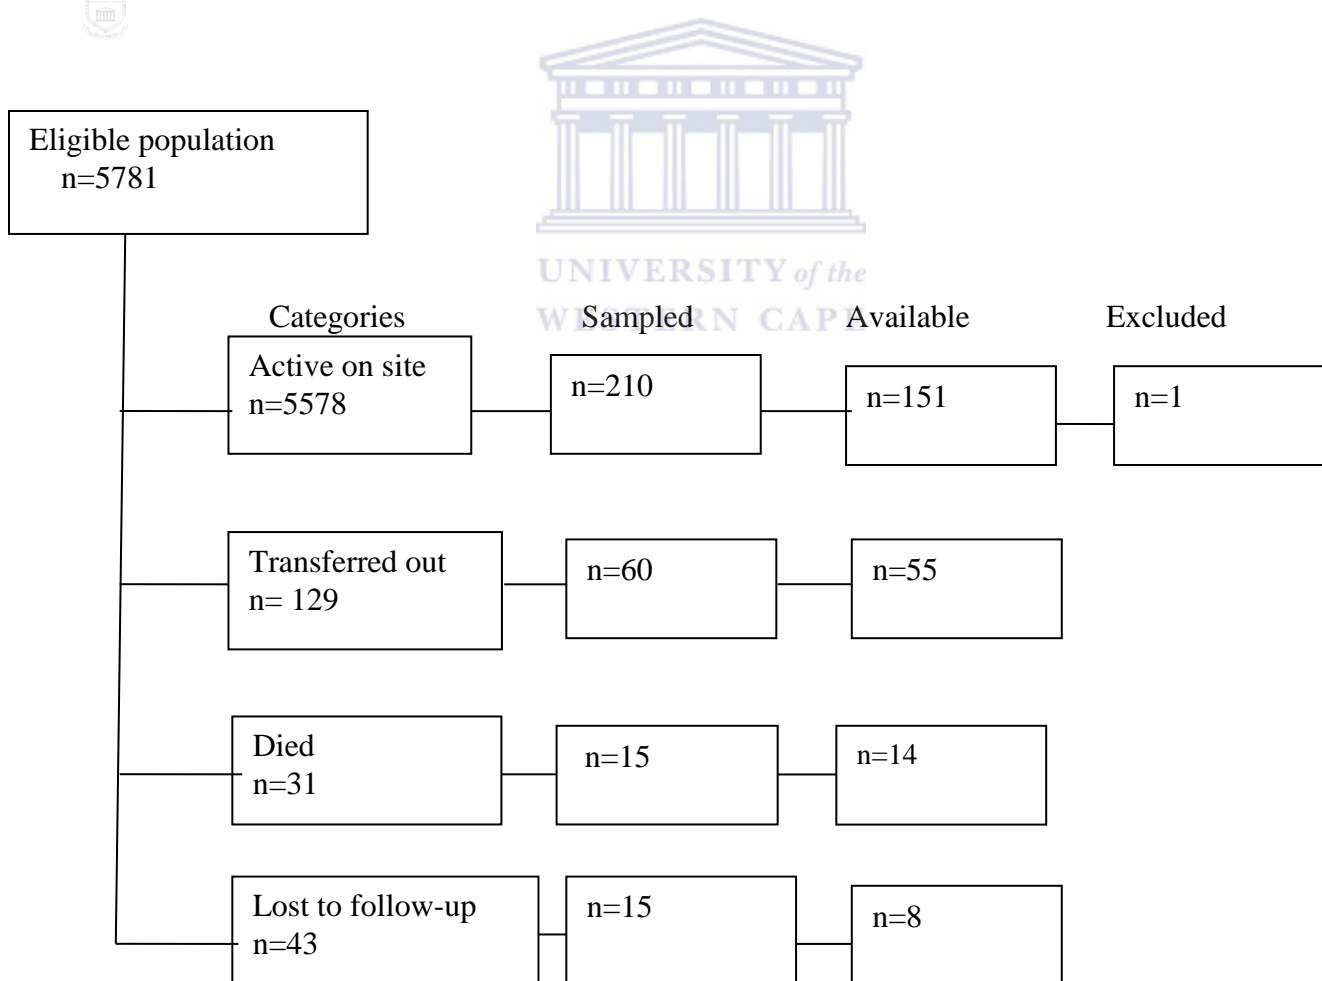 Eligible population
n=5781
UNIVERSITY of the
WESTERN CAPE
Categories
Sampled
Available
Excluded
Active on site
n=5578
n=210
n=151
n=1
Transferred out
n= 129
n=60
n=55
Died
n=31
n=15
n=14
Lost to follow-up
n=43
n=15
n=8